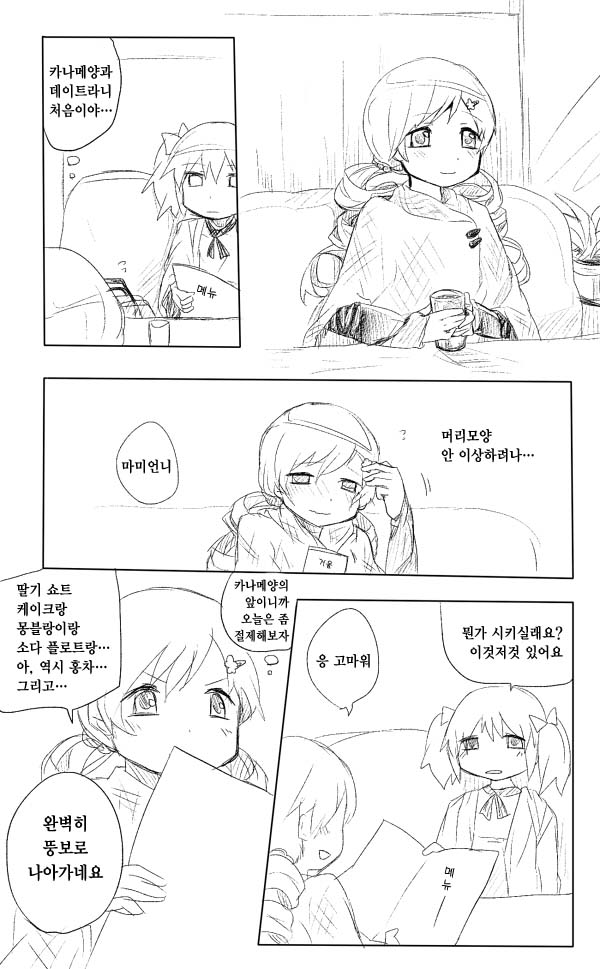 카나메양과
데이트라니
처음이야…
메뉴
마미언니
머리모양
안 이상하려나…
거울
뭔가 시키실래요?
이것저것 있어요
응 고마워
메뉴
카나메양의
앞이니까
오늘은 좀
절제해보자
딸기 쇼트
케이크랑
몽블랑이랑
소다 플로트랑…
아, 역시 홍차…
그리고…
완벽히
뚱보로
나아가네요